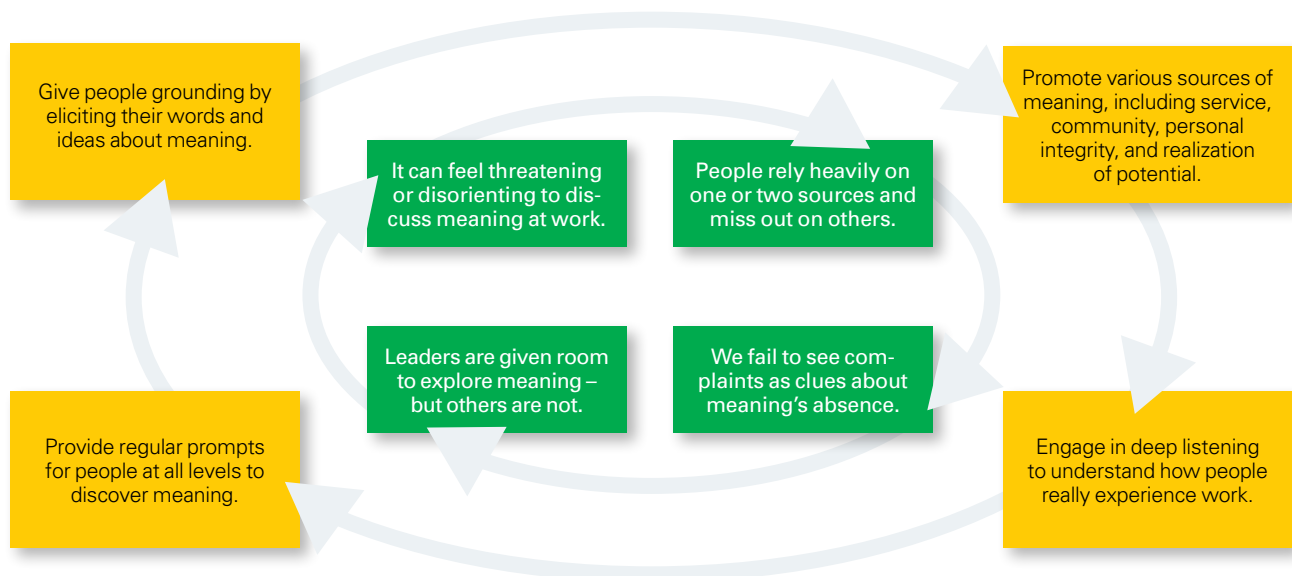 Give people grounding by
eliciting their words and
ideas about meaning.
It can feel threatening
or disorienting to dis-
cuss meaning at work.
People rely heavily on
one or two sources and
miss out on others.
Promote various sources of
meaning, including service,
community, personal
integrity, and realization
of potential.
Provide regular prompts
for people at all levels to
discover meaning.
Leaders are given room
to explore meaning –
but others are not.
We fail to see com-
plaints as clues about
meaning’s absence.
Engage in deep listening
to understand how people
really experience work.